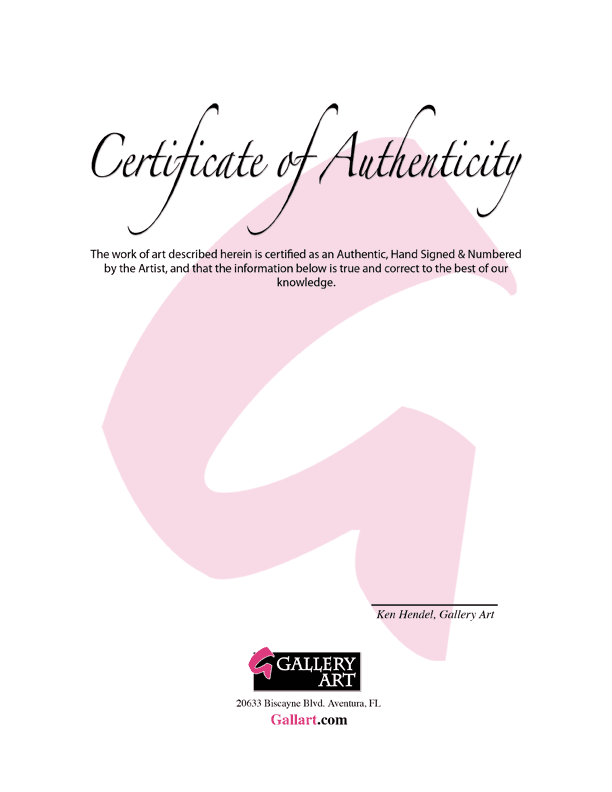 Certificate of Authenticity
The work of art described herein is certified as an Authentic, Hand Signed & Numbered
by the Artist, and that the information below is true and correct to the best of our
knowledge.
Ken Hendel, Gallery Art
GALLERY
ART
20633 Biscayne Blvd. Aventura, FL
Gallart.com